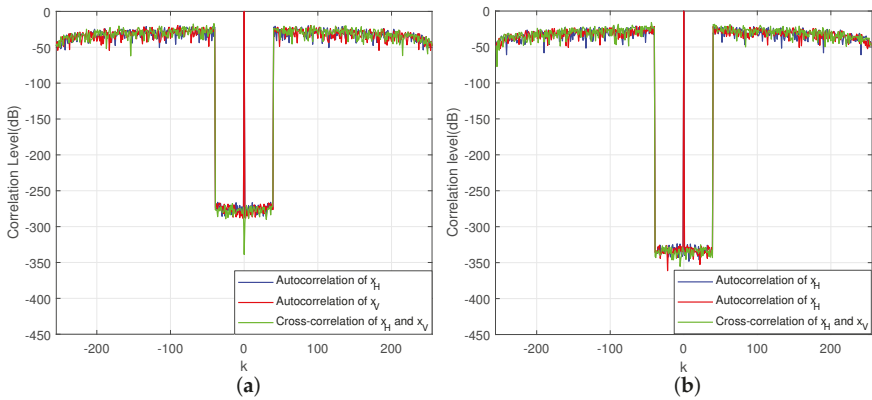 0
-50
-100
-150
-200
-250
-300
-350
-400
-450
Correlation Level(dB)
-200
-100
0
100
200
k
Autocorrelation of x_H
Autocorrelation of x_V
Cross-correlation of x_H and x_V
(a)
0
-50
-100
-150
-200
-250
-300
-350
-400
-450
Correlation level(dB)
-200
-100
0
100
200
k
Autocorrelation of x_H
Autocorrelation of x_H
Cross-correlation of x_H and x_V
(b)